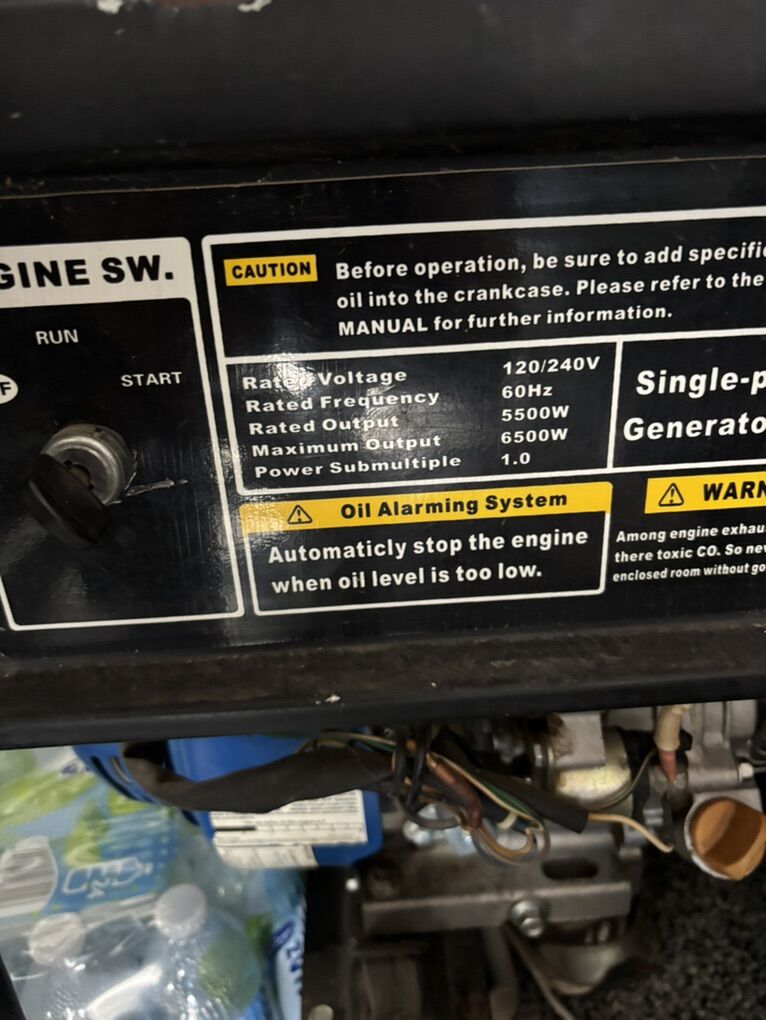 GINE SW.
RUN
START
F
CAUTION
Before operation, be sure to add specifie
oil into the crankcase. Please refer to the
MANUAL for further information.
Rated Voltage 120/240V
Rated Frequency 60Hz
Rated Output 5500W
Maximum Output 6500W
Power Submultiple 1.0
Single-p
Generato
Oil Alarming System
Automaticly stop the engine
when oil level is too low.
WARN
Among engine exhau
there toxic CO. So nev
enclosed room without go